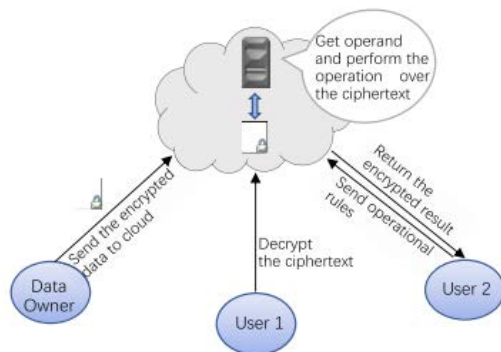 Get operand
and perform the
operation over
the ciphertext
Send the encrypted
data to cloud
Decrypt
the ciphertext
Return the
encrypted result
Send operational
rules
Data
Owner
User 1
User 2